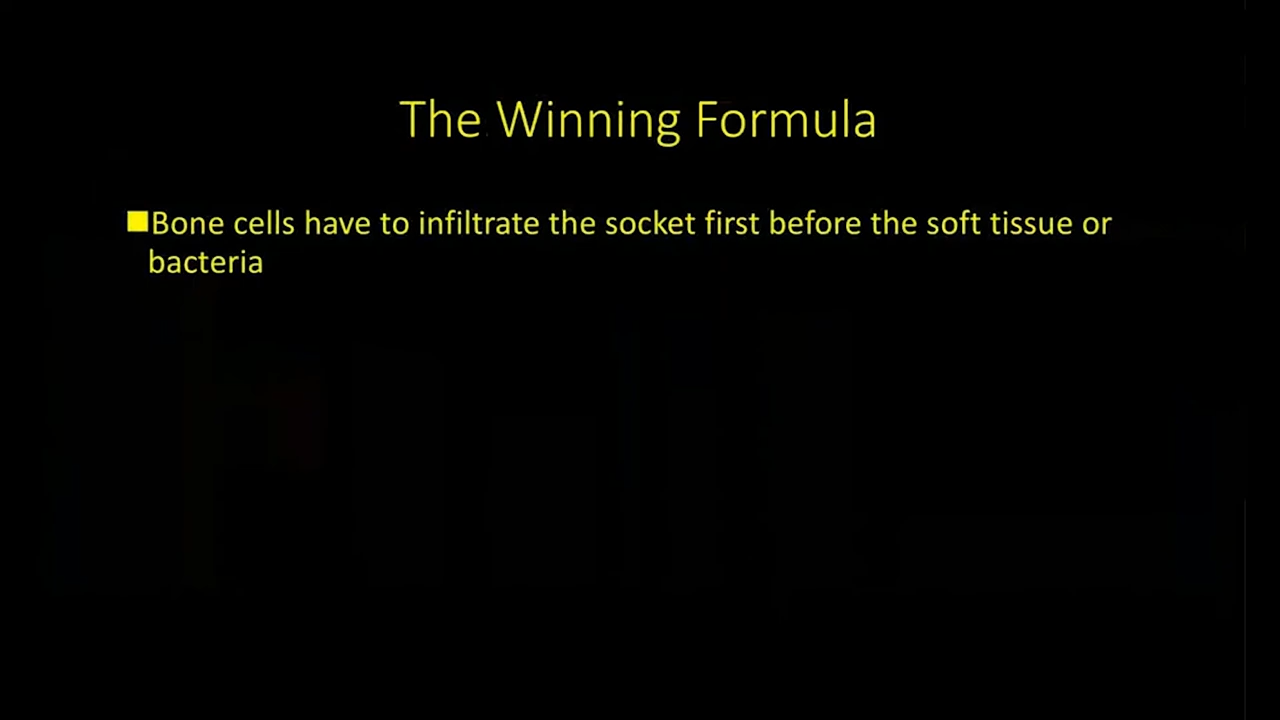 The Winning Formula
Bone cells have to infiltrate the socket first before the soft tissue or
bacteria